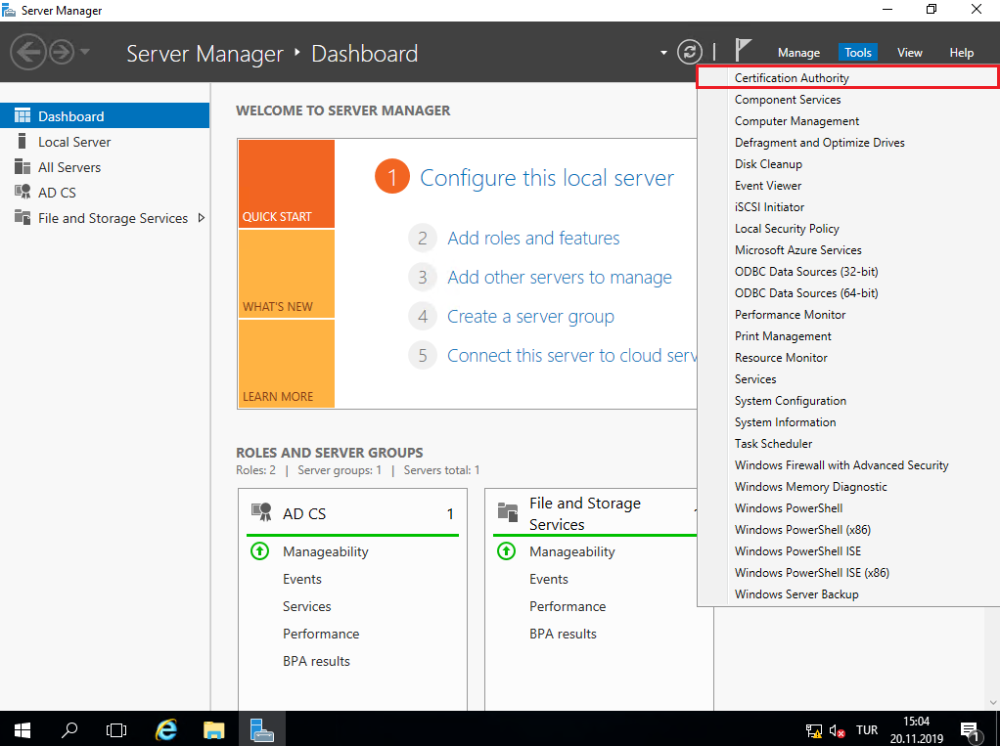 Server Manager
Server Manager ‣ Dashboard
Manage Tools View Help
Certification Authority
Component Services
Computer Management
Defragment and Optimize Drives
Disk Cleanup
Event Viewer
iSCSI Initiator
Local Security Policy
Microsoft Azure Services
ODBC Data Sources (32-bit)
ODBC Data Sources (64-bit)
Performance Monitor
Print Management
Resource Monitor
Services
System Configuration
System Information
Task Scheduler
Windows Firewall with Advanced Security
Windows Memory Diagnostic
Windows PowerShell
Windows PowerShell (x86)
Windows PowerShell ISE
Windows PowerShell ISE (x86)
Windows Server Backup
Dashboard
Local Server
All Servers
AD CS
File and Storage Services
WELCOME TO SERVER MANAGER
QUICK START
WHAT'S NEW
LEARN MORE
1 Configure this local server
2 Add roles and features
3 Add other servers to manage
4 Create a server group
5 Connect this server to cloud serv
ROLES AND SERVER GROUPS
Roles: 2 | Server groups: 1 | Servers total: 1
AD CS 1
Manageability
Events
Services
Performance
BPA results
File and Storage
Services
Manageability
Events
Performance
BPA results
TUR
15:04
20.11.2019
1